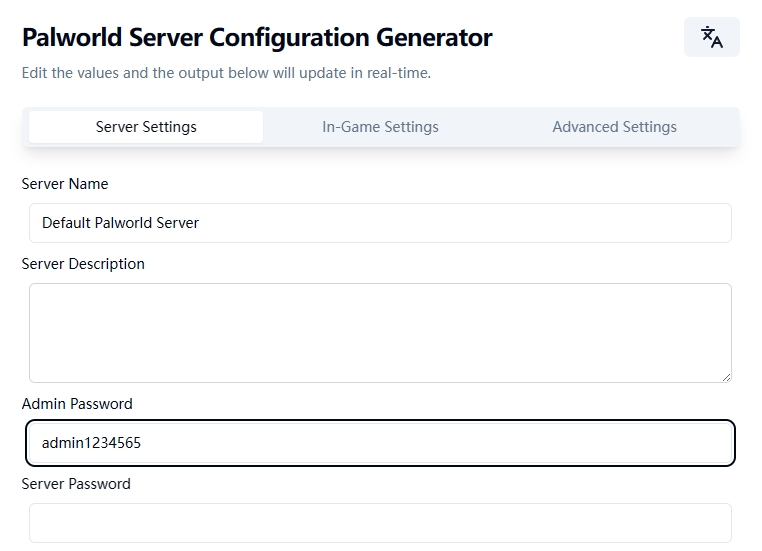 Palworld Server Configuration Generator
Edit the values and the output below will update in real-time.
Server Settings
In-Game Settings
Advanced Settings
Server Name
Default Palworld Server
Server Description
Admin Password
admin1234565
Server Password